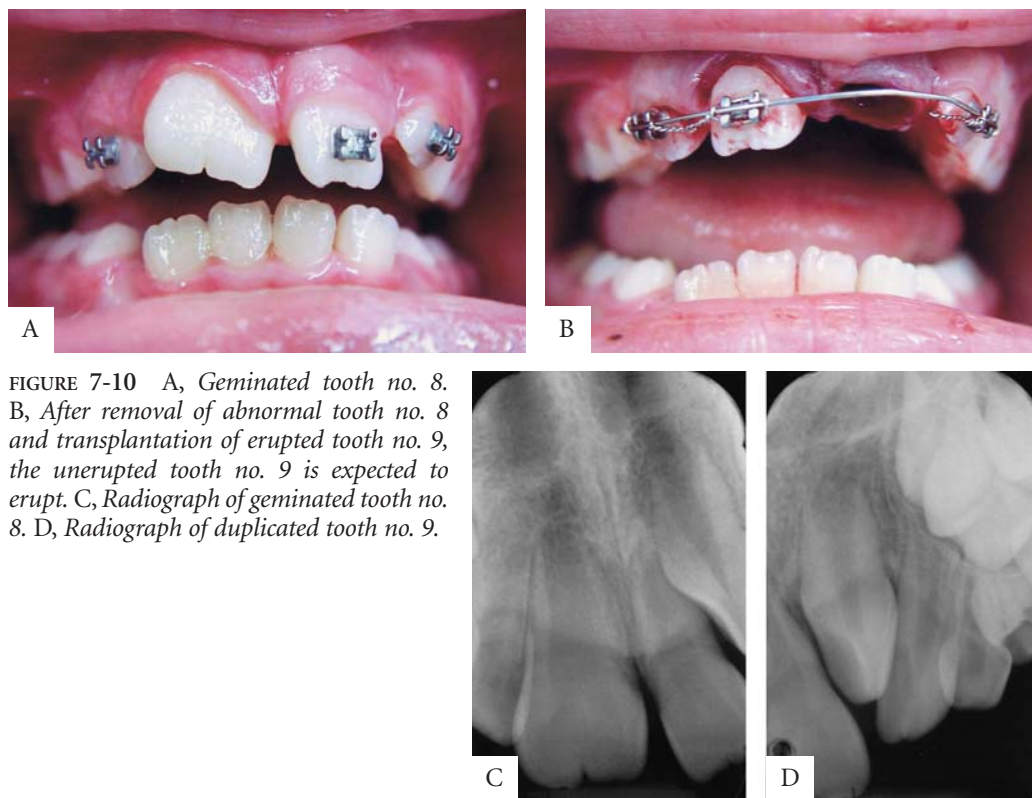 A
B
FIGURE 7-10 A, Geminated tooth no. 8.
B, After removal of abnormal tooth no. 8
and transplantation of erupted tooth no. 9,
the unerupted tooth no. 9 is expected to
erupt. C, Radiograph of geminated tooth no.
8. D, Radiograph of duplicated tooth no. 9.
C
D